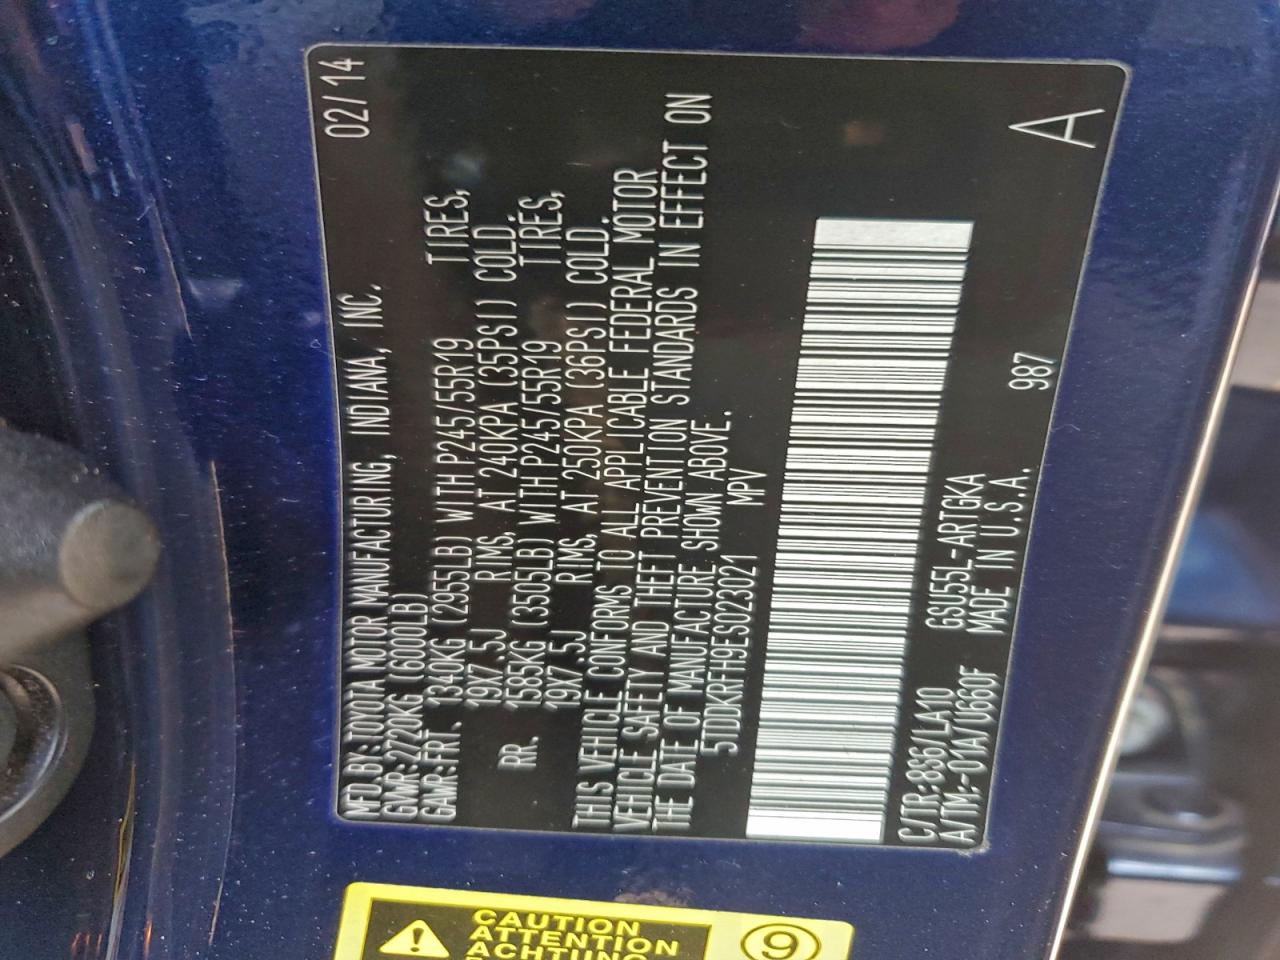 MFD.BY:TOYOTA MOTOR MANUFACTURING, INDIANA, INC. 02/14
GVWR:2720KG (6000LB)
GAWR:FRT. 1340KG (2955LB) WITH P245/55R19 TIRES,
19X7.5J RIMS, AT 240KPA (35PSI) COLD.
RR. 1585KG (3505LB) WITH P245/55R19 TIRES,
19X7.5J RIMS, AT 250KPA (36PSI) COLD.
THIS VEHICLE CONFORMS TO ALL APPLICABLE FEDERAL MOTOR
VEHICLE SAFETY AND THEFT PREVENTION STANDARDS IN EFFECT ON
THE DATE OF MANUFACTURE SHOWN ABOVE.
5TDDKRFH9ES023021 MPV
C/TR:8S6/LA10 GSU55L-ARTGKA 987 A
A/TM:-01A/U660F MADE IN U.S.A.
CAUTION
ATTENTION
ACHTUNG
9